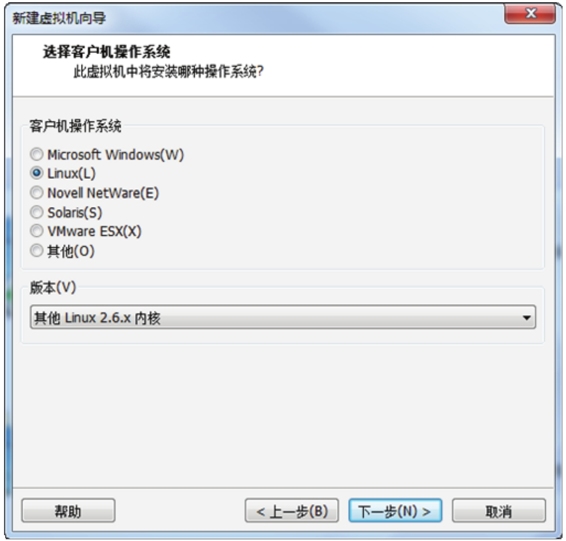 新建虚拟机向导
选择客户机操作系统
此虚拟机中将安装哪种操作系统?
客户机操作系统
Microsoft Windows(W)
Linux(L)
Novell NetWare(E)
Solaris(S)
VMware ESX(X)
其他(O)
版本(V)
其他 Linux 2.6.x 内核
帮助
< 上一步(B)
下一步(N) >
取消